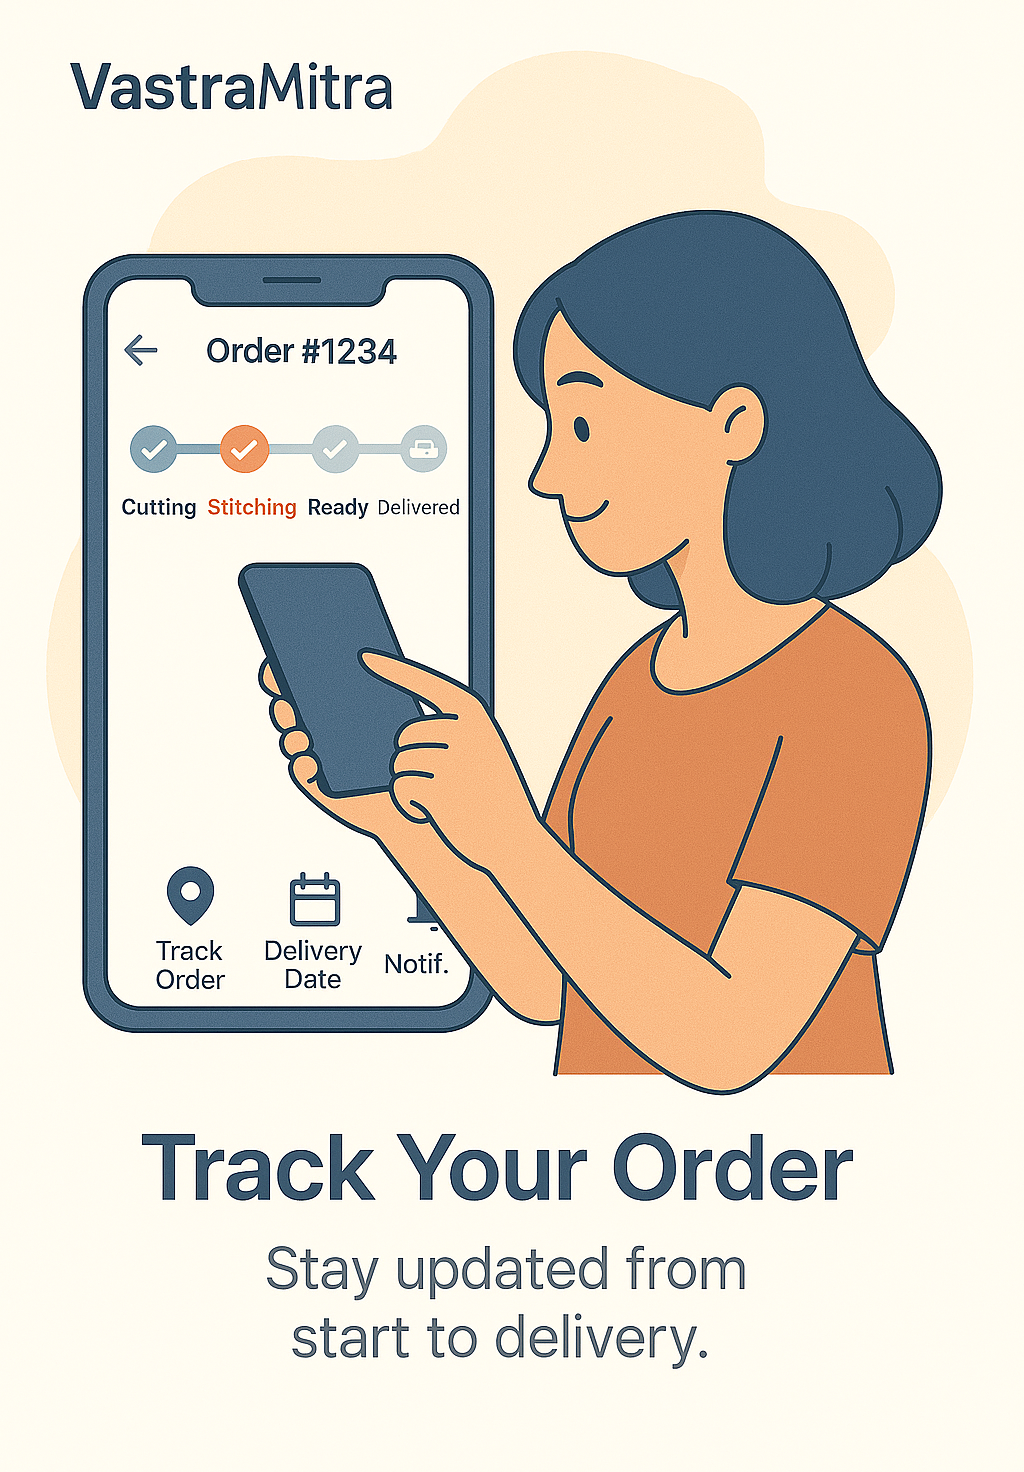 VastraMitra
Order #1234
Cutting Stitching Ready Delivered
Track
Order
Delivery
Date
Notif.
Track Your Order
Stay updated from
start to delivery.